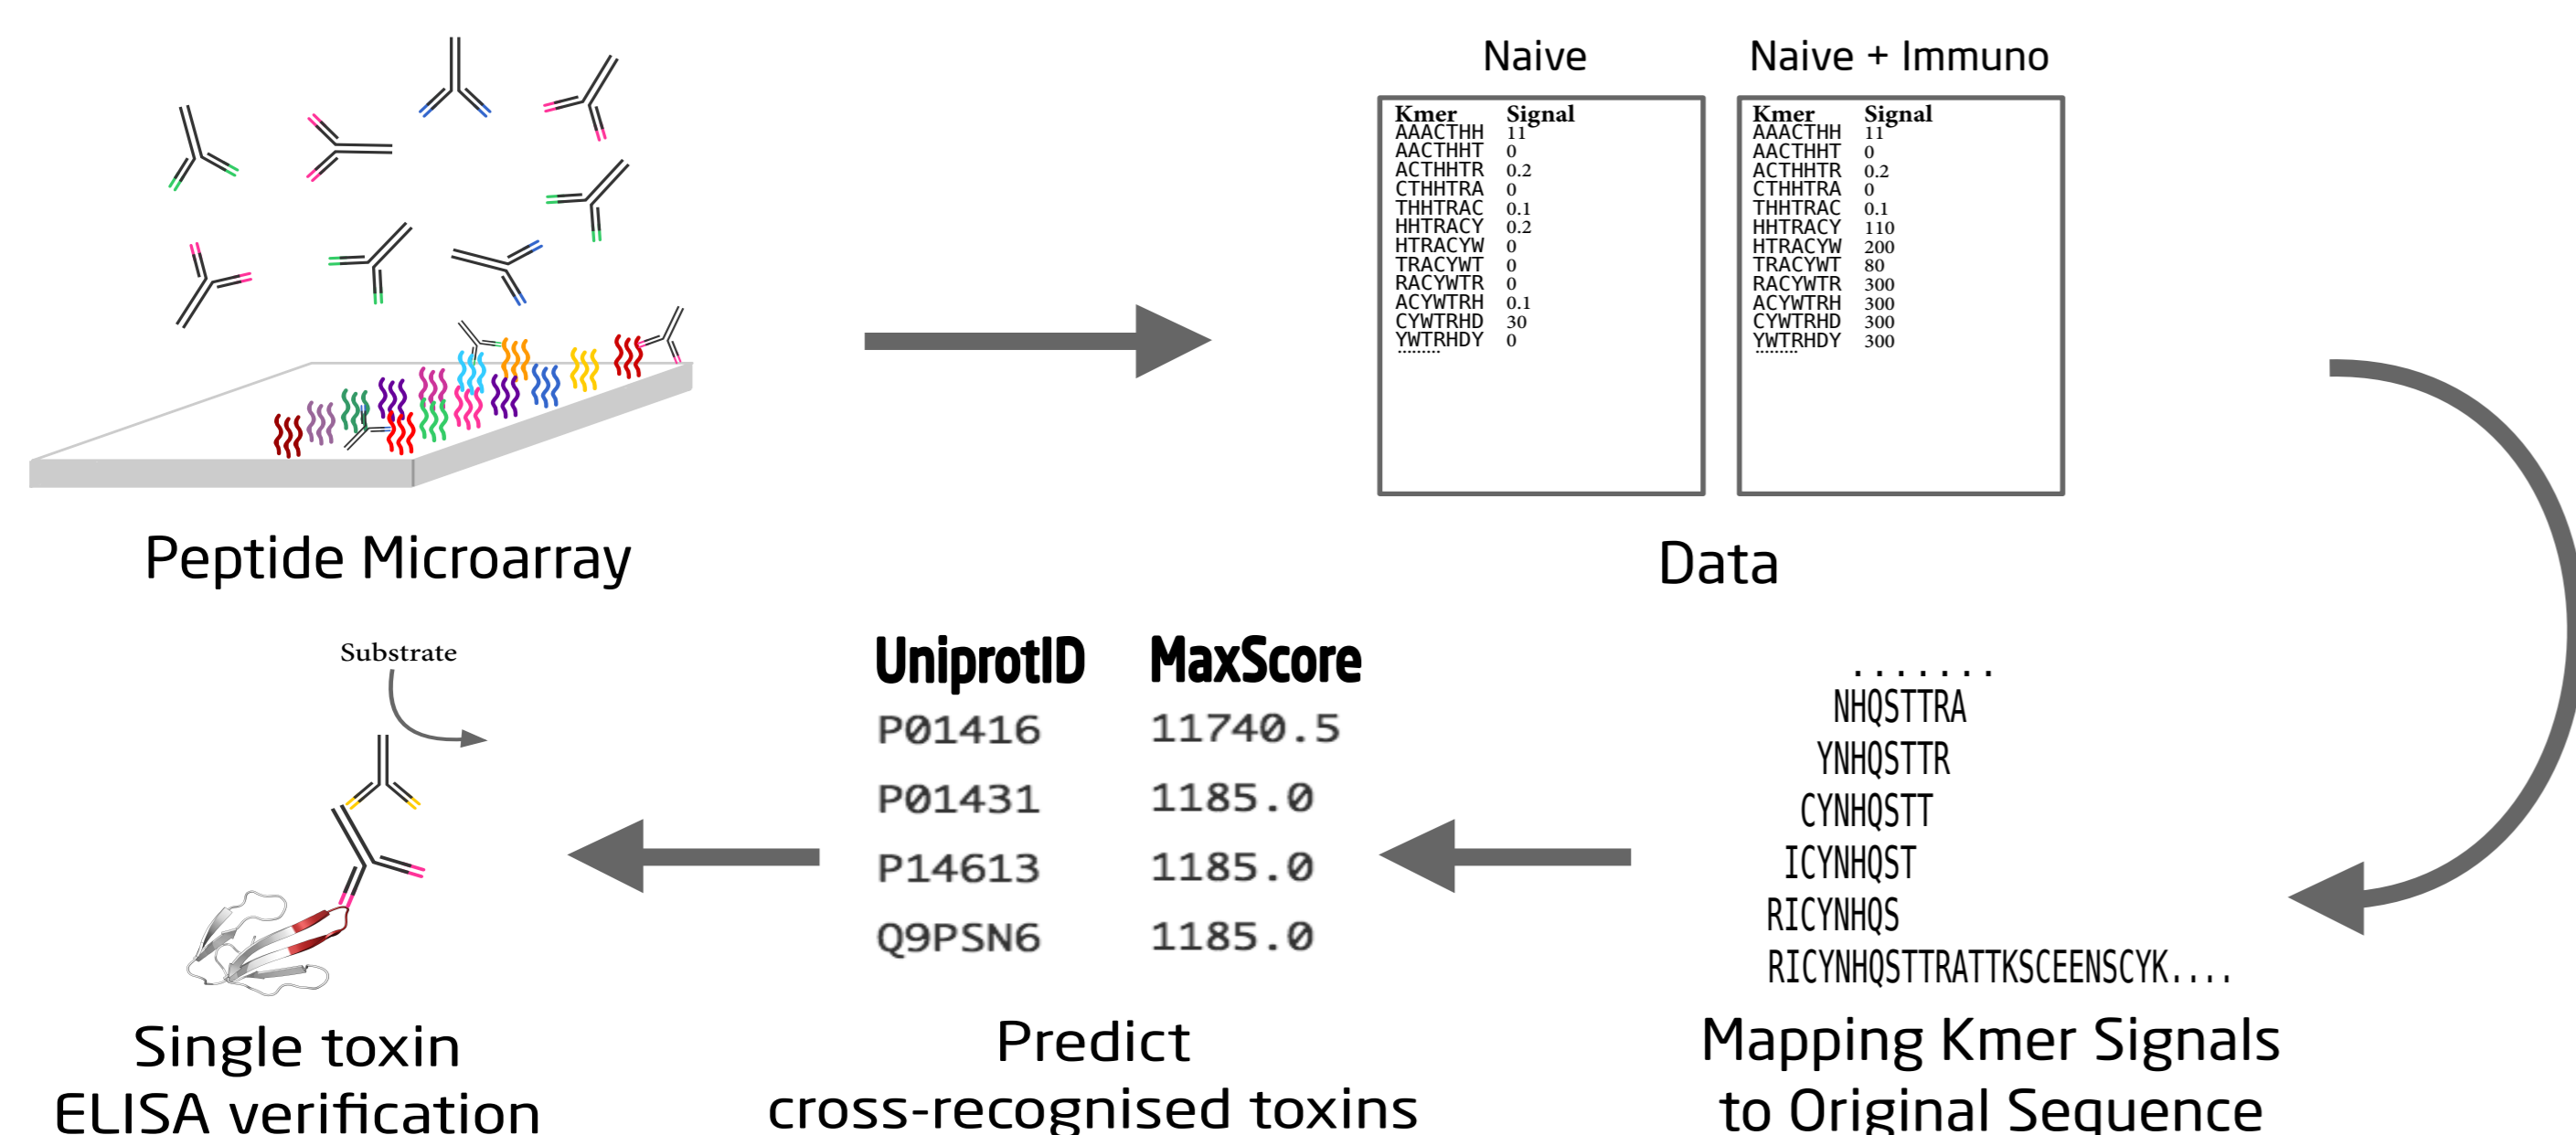 Naive
Naive + Immuno
Kmer Signal
AAACTHH 11
AACTHHT 0
ACTHHTR 0.2
CTHHTRA 0
THHTRAC 0.1
HHTRACY 0.2
HTRACYW 0
TRACYWT 0
RACYWTR 0
ACYWTRH 0.1
CYWTRHD 30
YWTRHDY 0
.........
Kmer Signal
AAACTHH 11
AACTHHT 0
ACTHHTR 0.2
CTHHTRA 0
THHTRAC 0.1
HHTRACY 110
HTRACYW 200
TRACYWT 80
RACYWTR 300
ACYWTRH 300
CYWTRHD 300
YWTRHDY 300
.........
Peptide Microarray
Data
.......
NHQSTTRA
YNHQSTTR
CYNHQSTT
ICYNHQST
RICYNHQS
RICYNHQSTTRATTKSCEENSCYK....
Mapping Kmer Signals
to Original Sequence
UniprotID MaxScore
P01416 11740.5
P01431 1185.0
P14613 1185.0
Q9PSN6 1185.0
Predict
cross-recognised toxins
Substrate
Single toxin
ELISA verification